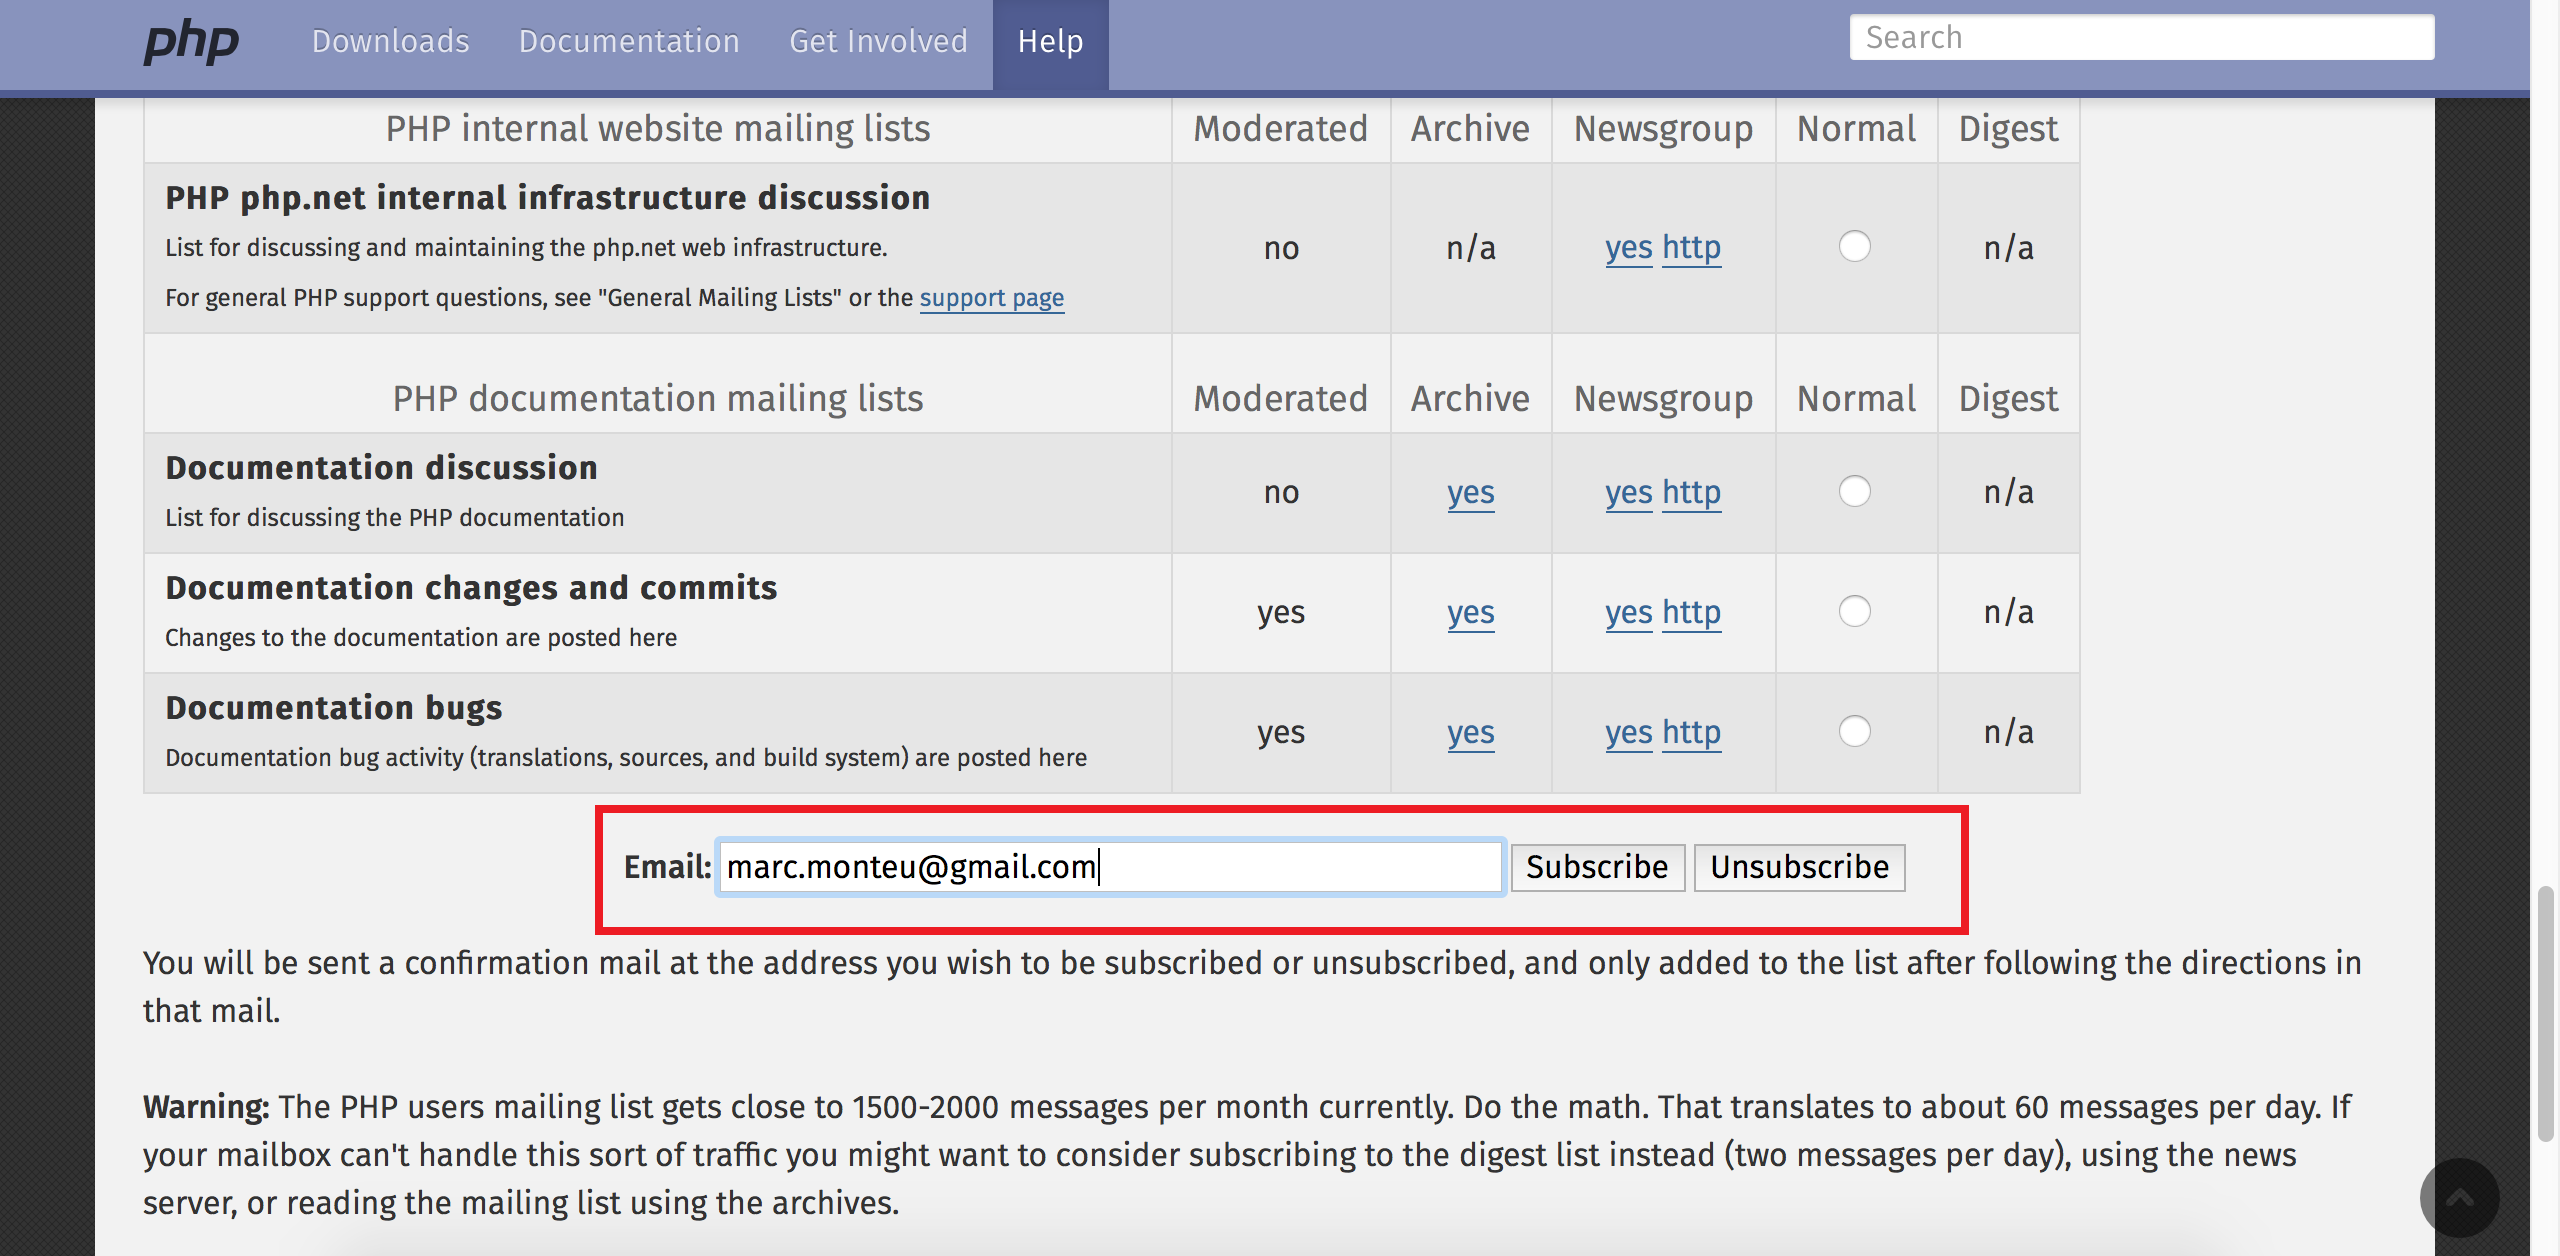 php Downloads Documentation Get Involved Help Search
PHP internal website mailing lists Moderated Archive Newsgroup Normal Digest
PHP php.net internal infrastructure discussion
List for discussing and maintaining the php.net web infrastructure.
For general PHP support questions, see "General Mailing Lists" or the support page
no n/a yes http n/a
PHP documentation mailing lists Moderated Archive Newsgroup Normal Digest
Documentation discussion
List for discussing the PHP documentation
no yes yes http n/a
Documentation changes and commits
Changes to the documentation are posted here
yes yes yes http n/a
Documentation bugs
Documentation bug activity (translations, sources, and build system) are posted here
yes yes yes http n/a
Email: marc.monteu@gmail.com Subscribe Unsubscribe
You will be sent a confirmation mail at the address you wish to be subscribed or unsubscribed, and only added to the list after following the directions in
that mail.
Warning: The PHP users mailing list gets close to 1500-2000 messages per month currently. Do the math. That translates to about 60 messages per day. If
your mailbox can't handle this sort of traffic you might want to consider subscribing to the digest list instead (two messages per day), using the news
server, or reading the mailing list using the archives.